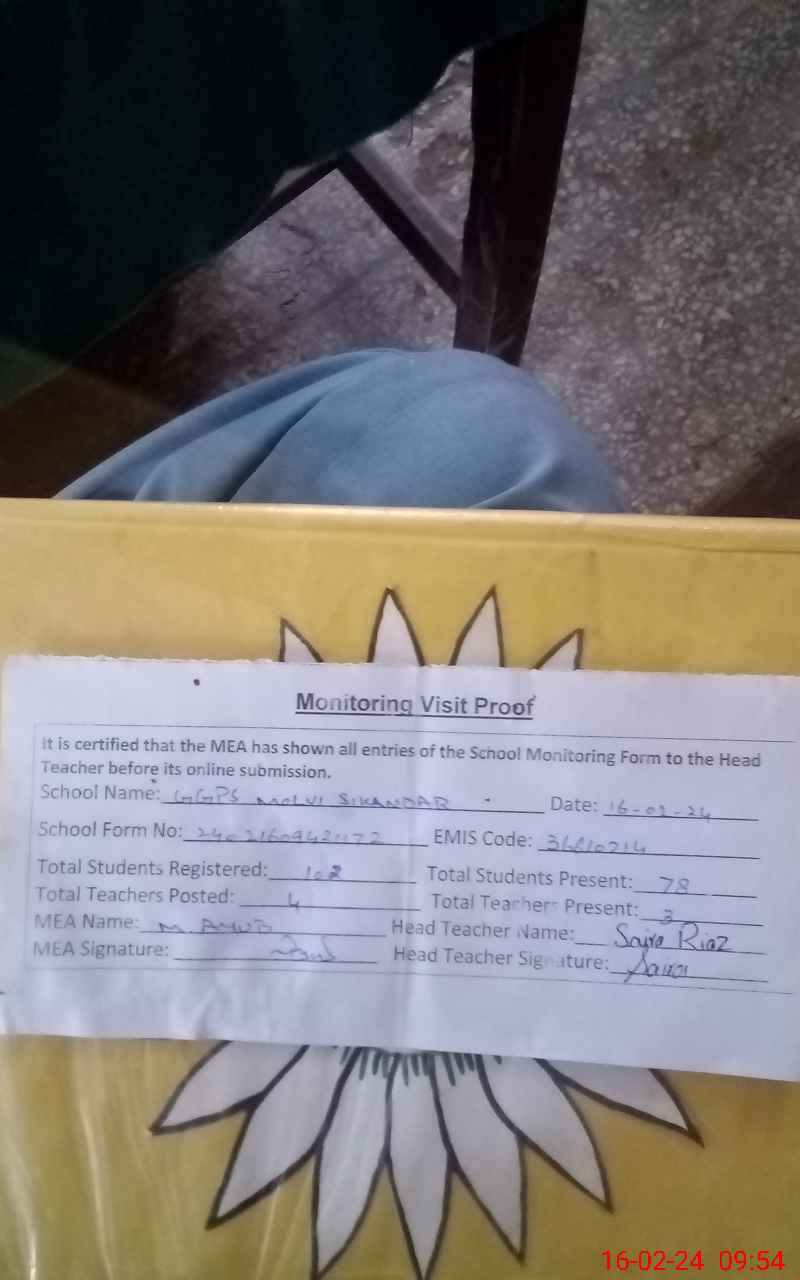 Monitoring Visit Proof
It is certified that the MEA has shown all entries of the School Monitoring Form to the Head
Teacher before its online submission.
School Name: GGPS MOLVI SIKANDAR Date: 16-02-24
School Form No: EMIS Code:
Total Students Registered: 102 Total Students Present: 78
Total Teachers Posted: 4 Total Teachers Present: 3
MEA Name: M Head Teacher Name: Saira Riaz
MEA Signature: Head Teacher Signature: Saira
16-02-24 09:54